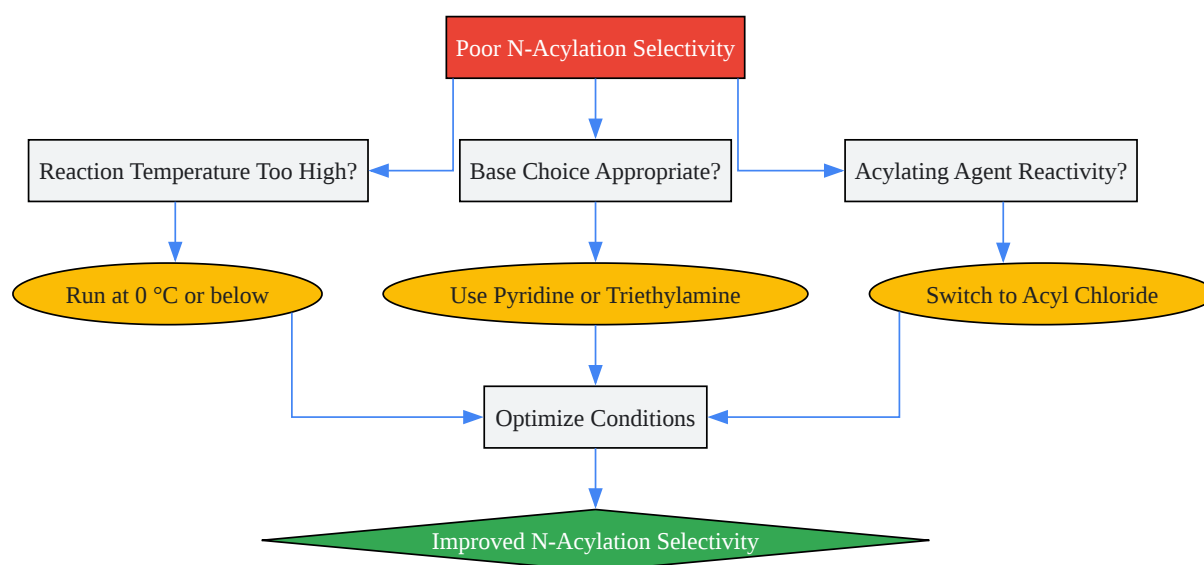 Poor N-Acylation Selectivity
Reaction Temperature Too High?
Base Choice Appropriate?
Acylating Agent Reactivity?
Run at 0 °C or below
Use Pyridine or Triethylamine
Switch to Acyl Chloride
Optimize Conditions
Improved N-Acylation Selectivity